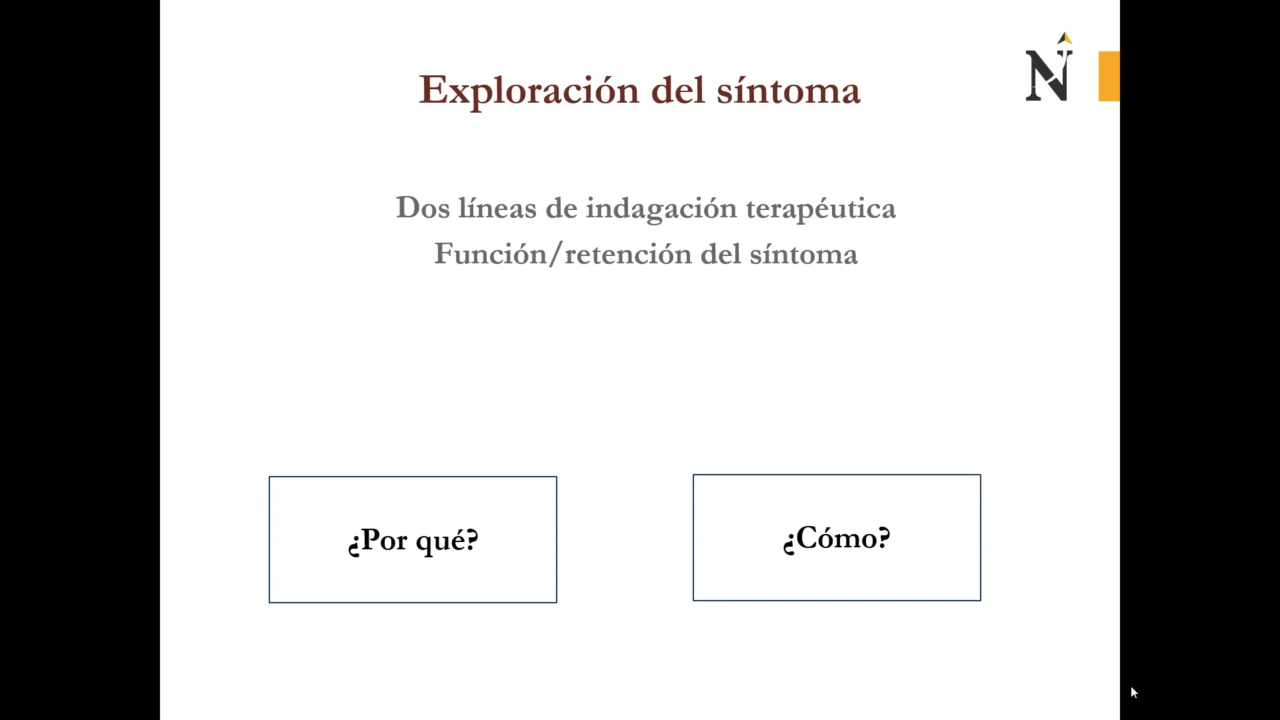 Exploración del síntoma
N
Dos líneas de indagación terapéutica
Función/retención del síntoma
¿Por qué?
¿Cómo?